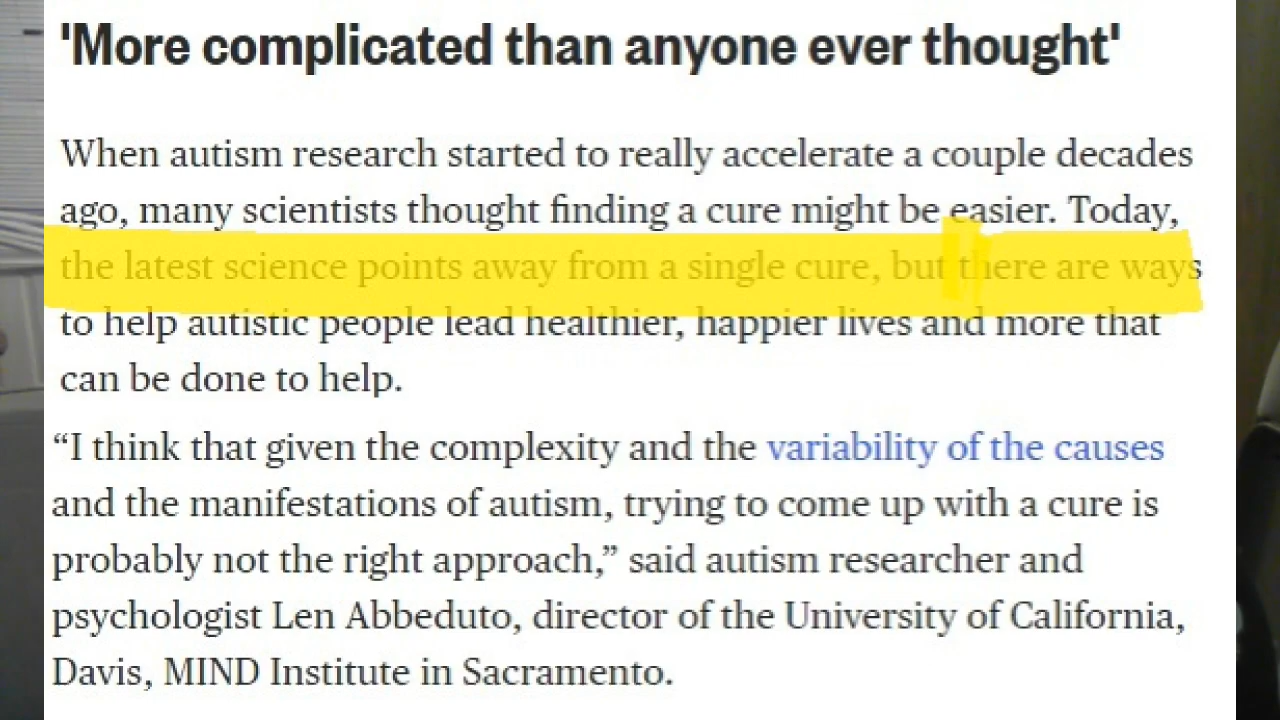 'More complicated than anyone ever thought'
When autism research started to really accelerate a couple decades
ago, many scientists thought finding a cure might be easier. Today,
the latest science points away from a single cure, but there are ways
to help autistic people lead healthier, happier lives and more that
can be done to help.
“I think that given the complexity and the variability of the causes
and the manifestations of autism, trying to come up with a cure is
probably not the right approach,” said autism researcher and
psychologist Len Abbeduto, director of the University of California,
Davis, MIND Institute in Sacramento.